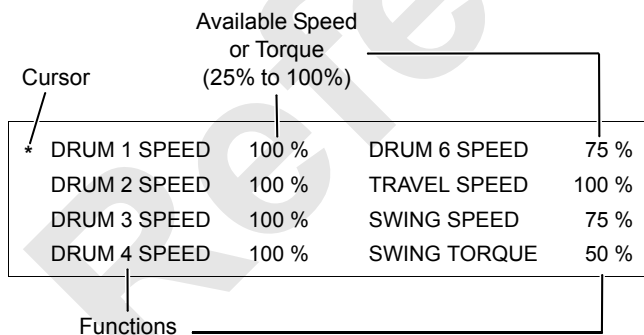 Available Speed
or Torque
(25% to 100%)
Cursor
* DRUM 1 SPEED 100 % DRUM 6 SPEED 75 %
DRUM 2 SPEED 100 % TRAVEL SPEED 100 %
DRUM 3 SPEED 100 % SWING SPEED 75 %
DRUM 4 SPEED 100 % SWING TORQUE 50 %
Functions